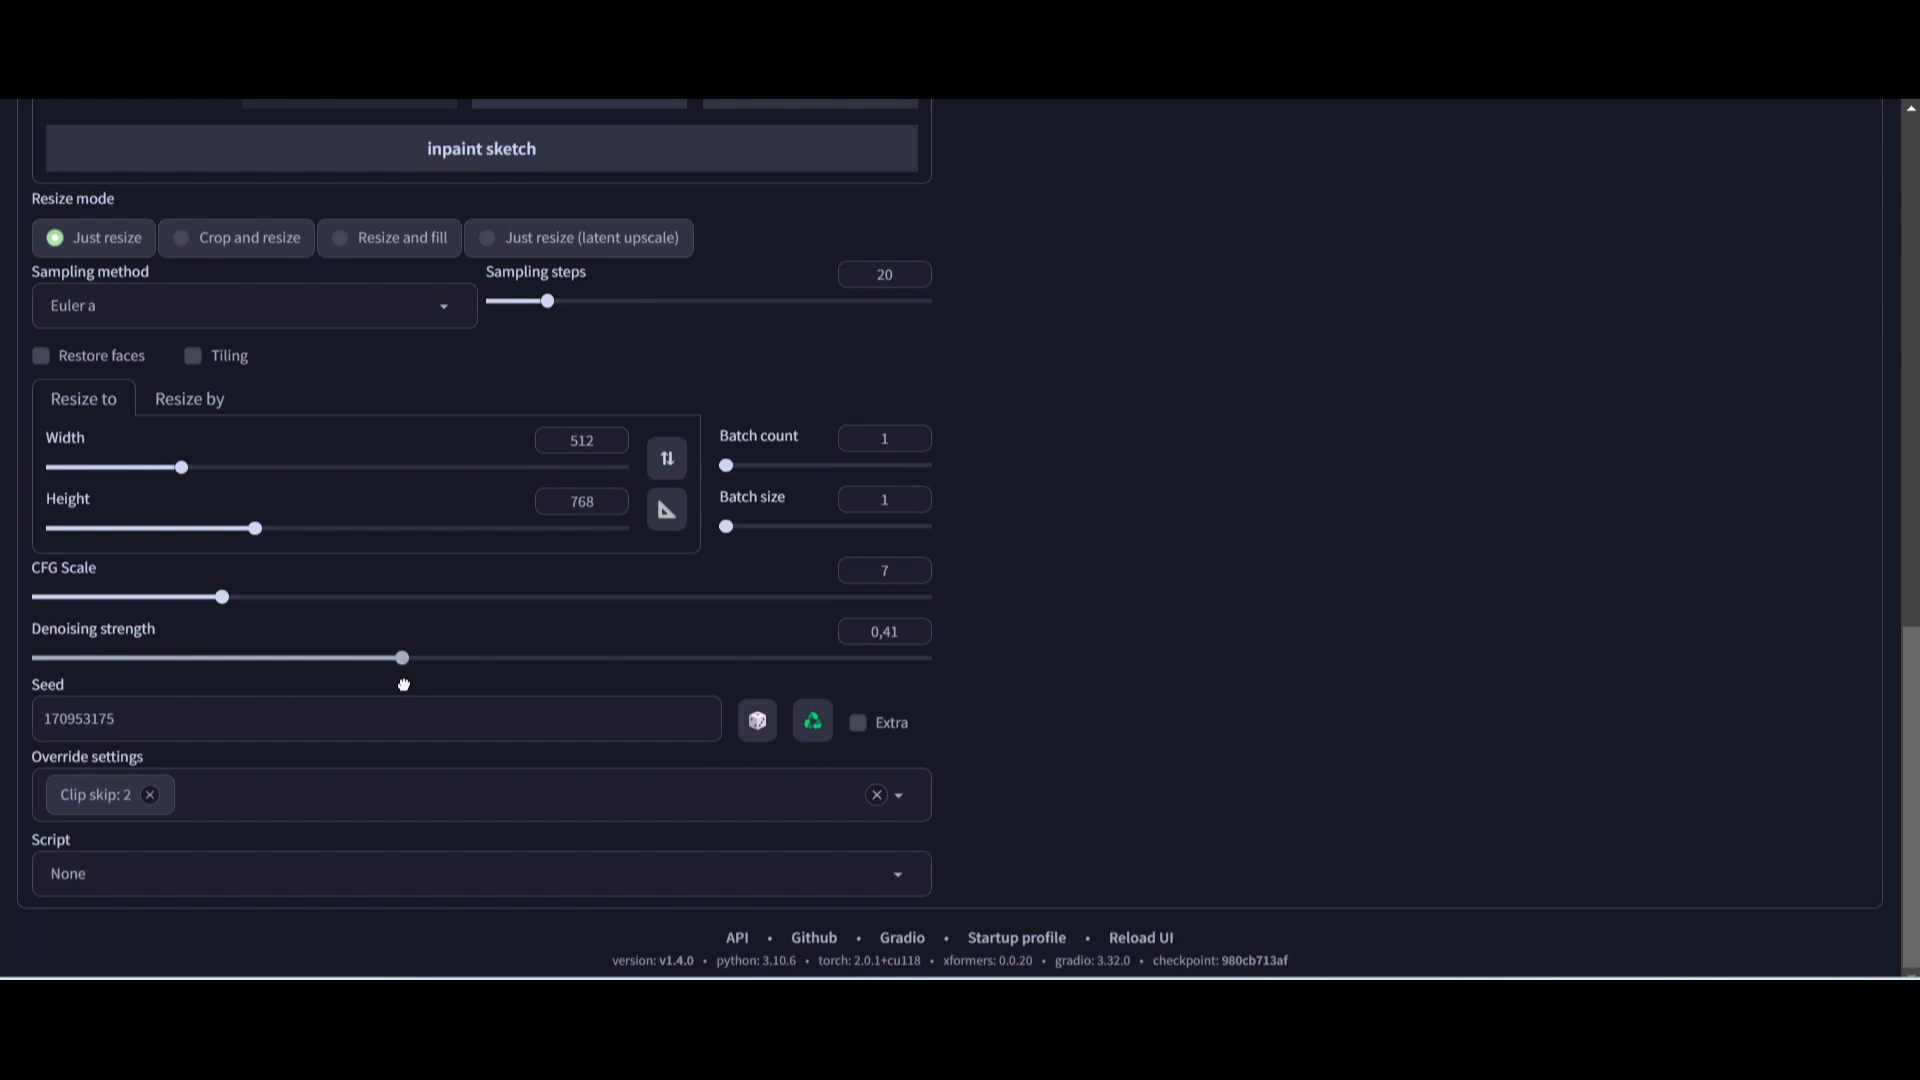 inpaint sketch
Resize mode
Just resize Crop and resize Resize and fill Just resize (latent upscale)
Sampling method Sampling steps 20
Euler a
Restore faces Tiling
Resize to Resize by
Width 512 Batch count 1
Height 768 Batch size 1
CFG Scale 7
Denoising strength 0,41
Seed
170953175 Extra
Override settings
Clip skip: 2
Script
None
API • Github • Gradio • Startup profile • Reload UI
version: v1.4.0 • python: 3.10.6 • torch: 2.0.1+cu118 • xformers: 0.0.20 • gradio: 3.32.0 • checkpoint: 980cb713af